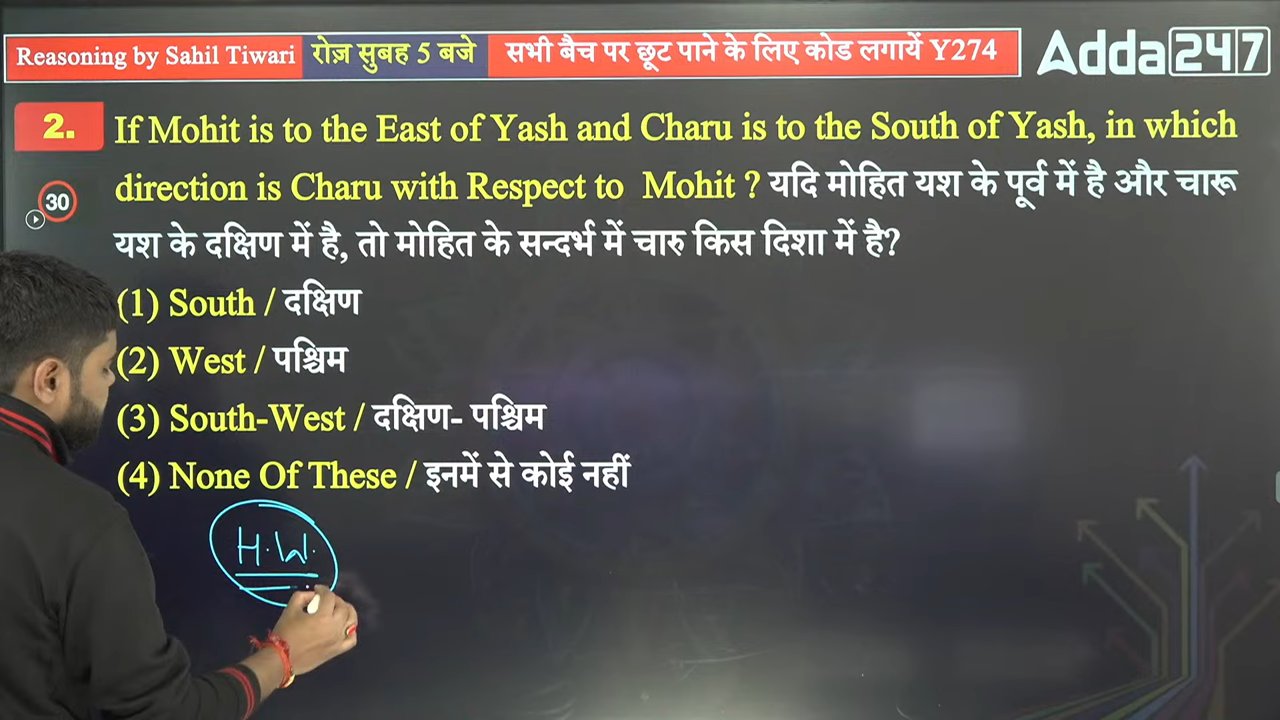 Reasoning by Sahil Tiwari रोज़ सुबह 5 बजे सभी बैच पर छूट पाने के लिए कोड लगायें Y274 Adda247
2. If Mohit is to the East of Yash and Charu is to the South of Yash, in which
30 direction is Charu with Respect to Mohit ? यदि मोहित यश के पूर्व में है और चारू
यश के दक्षिण में है, तो मोहित के सन्दर्भ में चारु किस दिशा में है?
(1) South / दक्षिण
(2) West / पश्चिम
(3) South-West / दक्षिण- पश्चिम
(4) None Of These / इनमें से कोई नहीं
H.W.